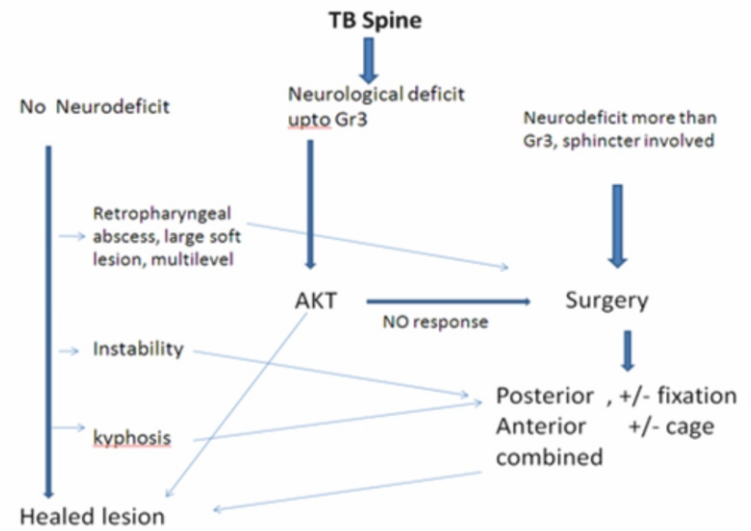 TB Spine
No Neurodeficit
Neurological deficit
upto Gr3
Neurodeficit more than
Gr3, sphincter involved
Retropharyngeal
abscess, large soft
lesion, multilevel
AKT
NO response
Surgery
Instability
kyphosis
Posterior , +/- fixation
Anterior +/- cage
combined
Healed lesion